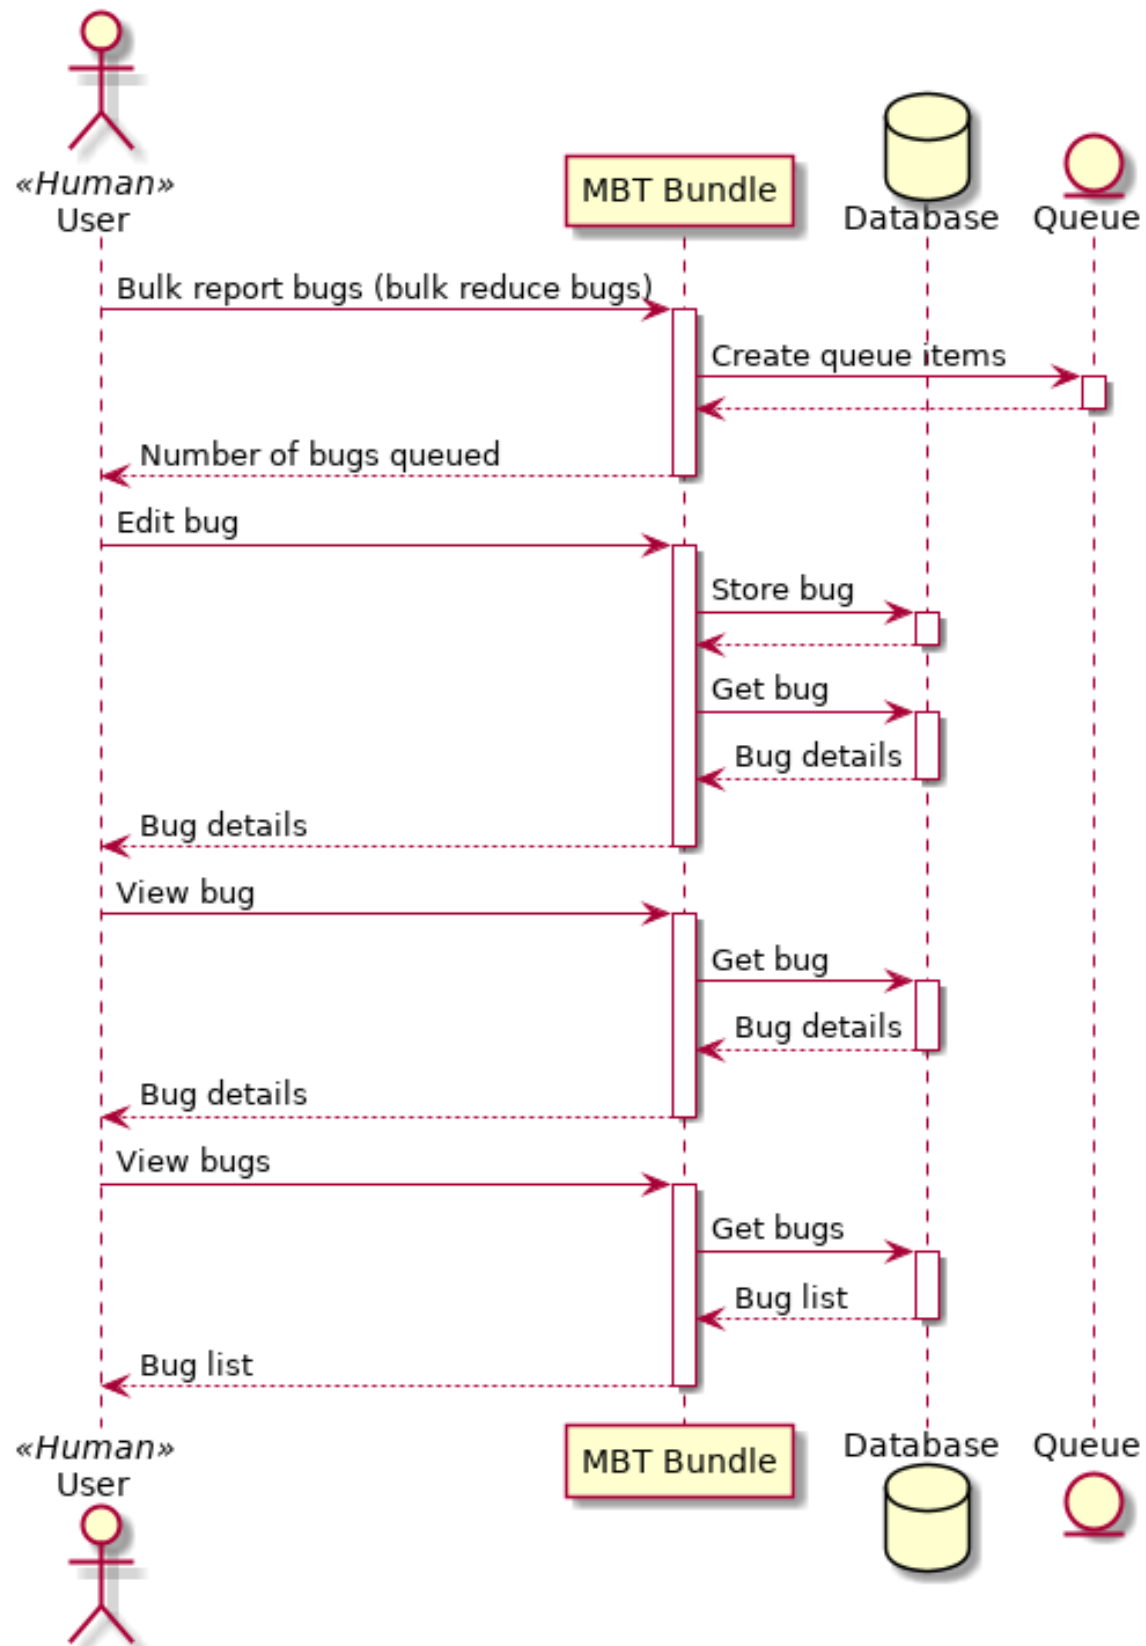 «Human»
User
MBT Bundle
Database
Queue
Bulk report bugs (bulk reduce bugs)
Create queue items
Number of bugs queued
Edit bug
Store bug
Get bug
Bug details
Bug details
View bug
Get bug
Bug details
Bug details
View bugs
Get bugs
Bug list
Bug list
«Human»
User
MBT Bundle
Database
Queue